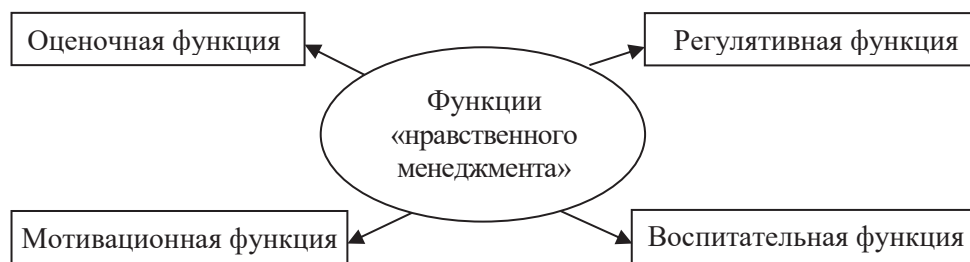 Оценочная функция
Регулятивная функция
Функции
«нравственного
менеджмента»
Мотивационная функция
Воспитательная функция